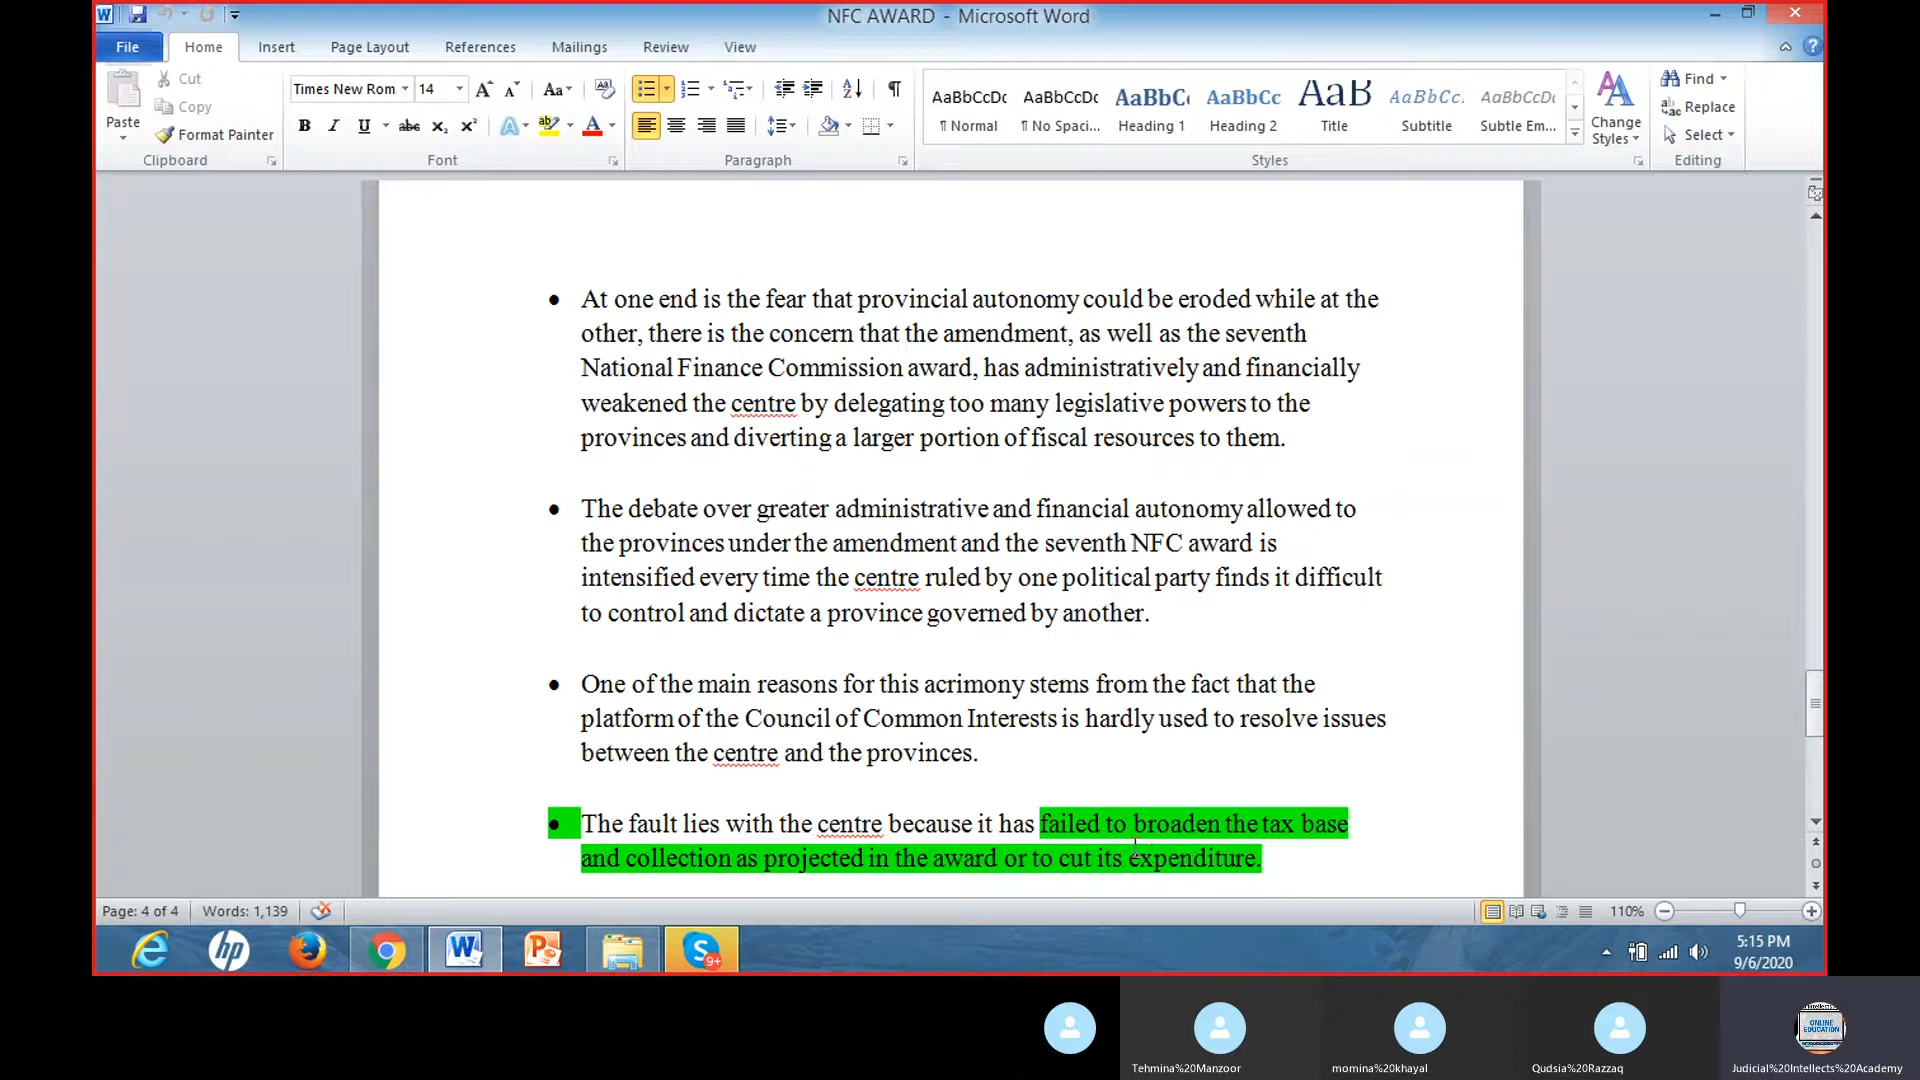 NFC AWARD - Microsoft Word
File Home Insert Page Layout References Mailings Review View
Cut
Copy
Paste
Format Painter
Clipboard
Times New Rom 14
Font
Paragraph
AaBbCcDc AaBbCcDc AaBbC AaBbCc AaB AaBbCc. AaBbCcDc
¶ Normal ¶ No Spaci... Heading 1 Heading 2 Title Subtitle Subtle Em...
Styles
Change
Styles
Find
Replace
Select
Editing
• At one end is the fear that provincial autonomy could be eroded while at the
other, there is the concern that the amendment, as well as the seventh
National Finance Commission award, has administratively and financially
weakened the centre by delegating too many legislative powers to the
provinces and diverting a larger portion of fiscal resources to them.
• The debate over greater administrative and financial autonomy allowed to
the provinces under the amendment and the seventh NFC award is
intensified every time the centre ruled by one political party finds it difficult
to control and dictate a province governed by another.
• One of the main reasons for this acrimony stems from the fact that the
platform of the Council of Common Interests is hardly used to resolve issues
between the centre and the provinces.
• The fault lies with the centre because it has failed to broaden the tax base
and collection as projected in the award or to cut its expenditure.
Page: 4 of 4 Words: 1,139 110%
5:15 PM
9/6/2020
Tehmina%20Manzoor momina%20khayal Qudsia%20Razzaq Judicial%20Intellects%20Academy
ONLINE
EDUCATION